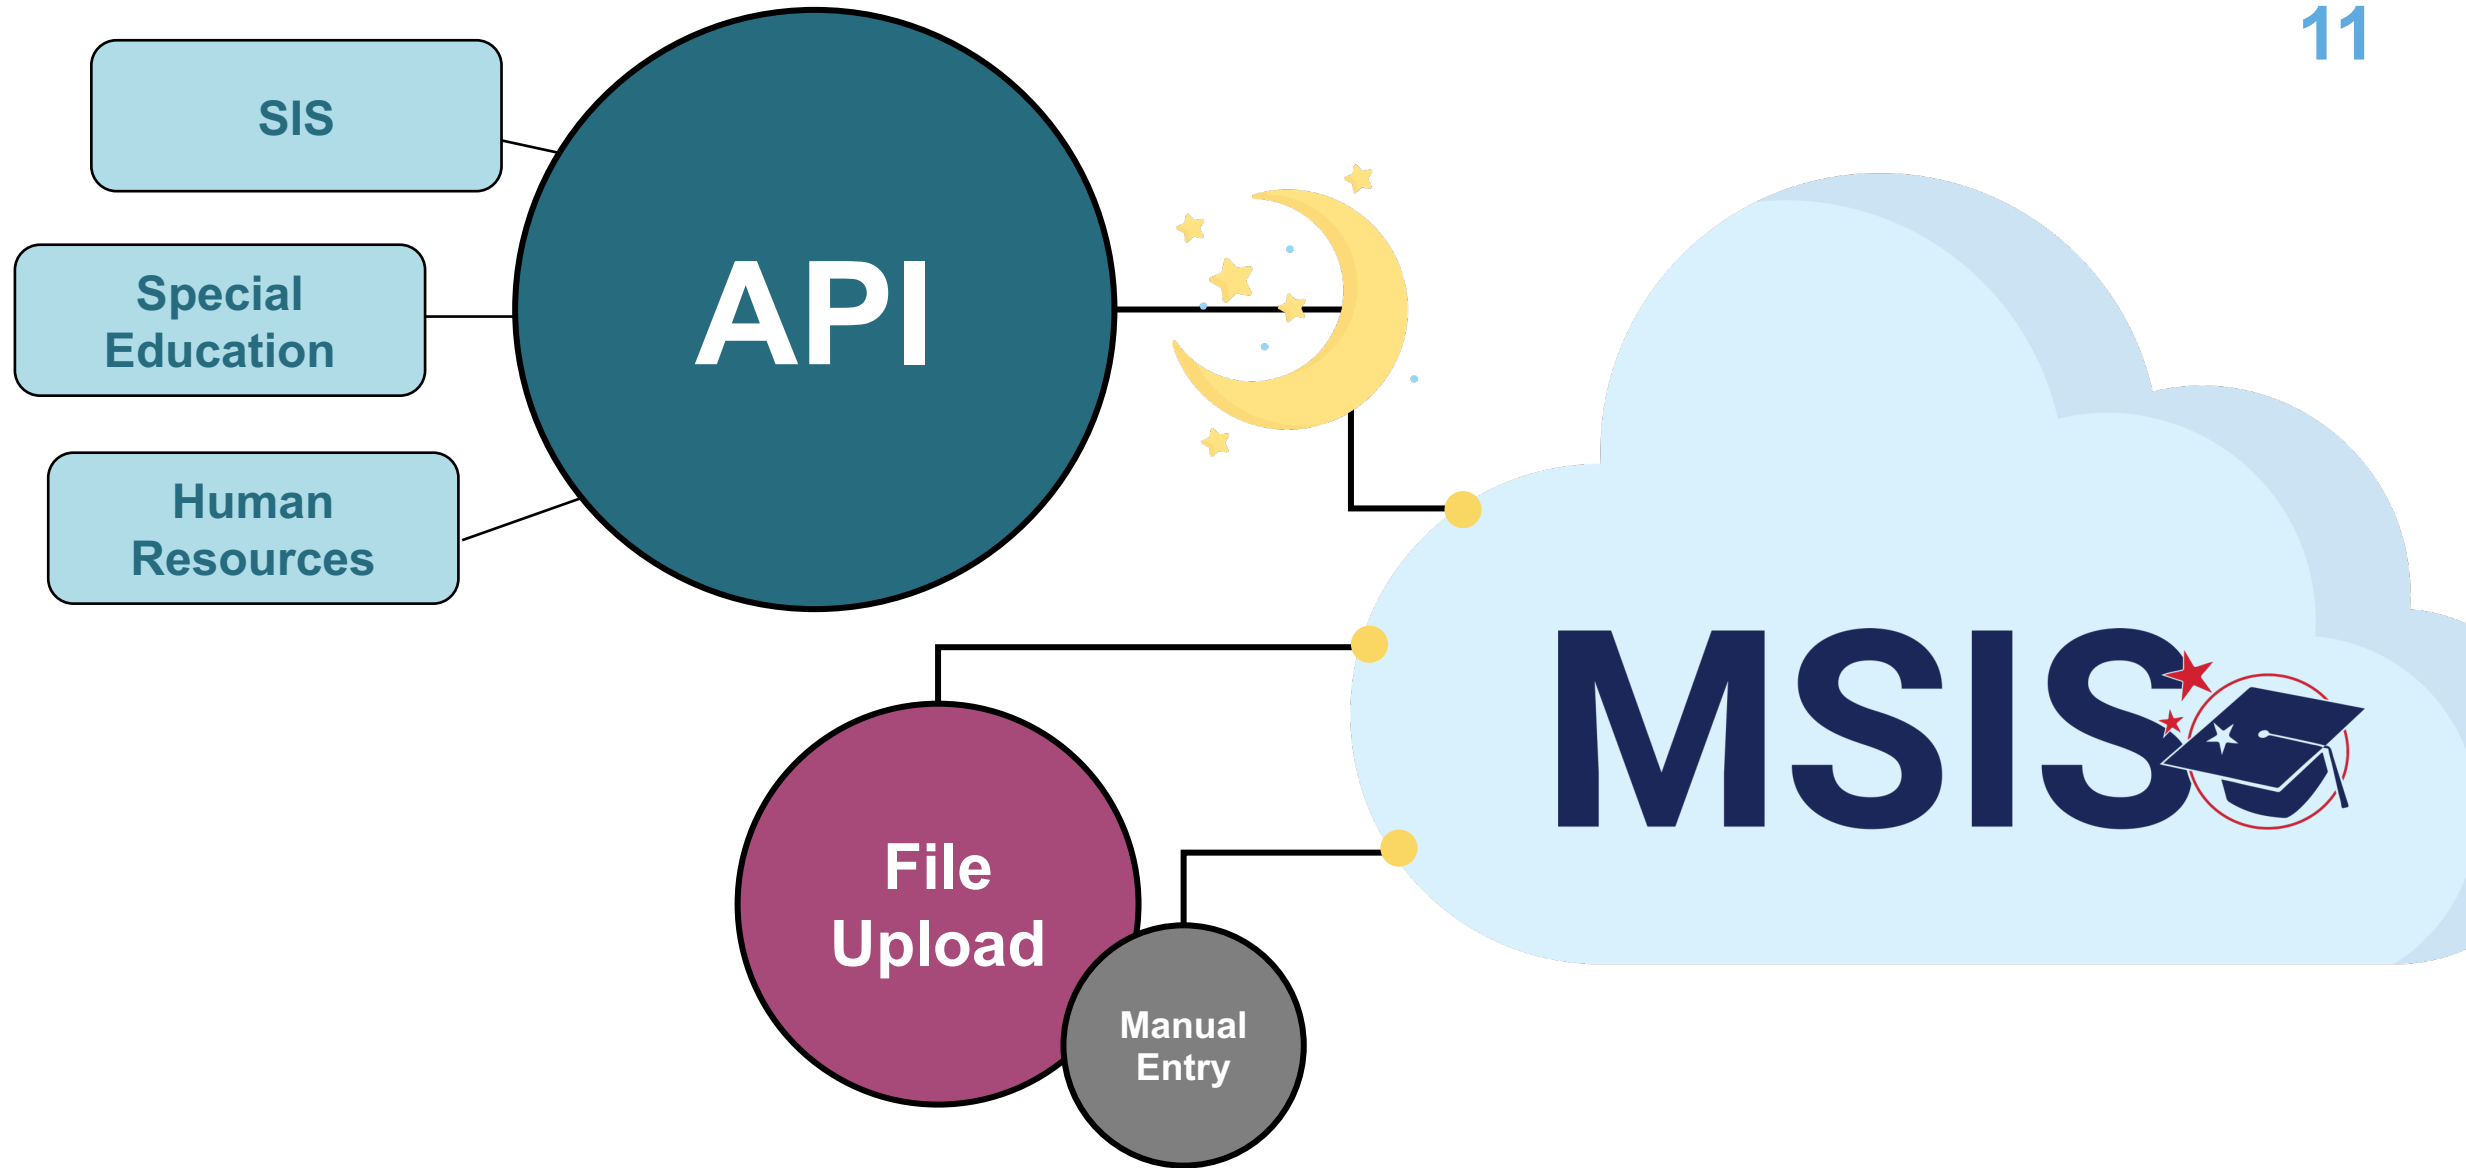 11
SIS
API
Special
Education
Human
Resources
MSIS
File
Upload
Manual
Entry